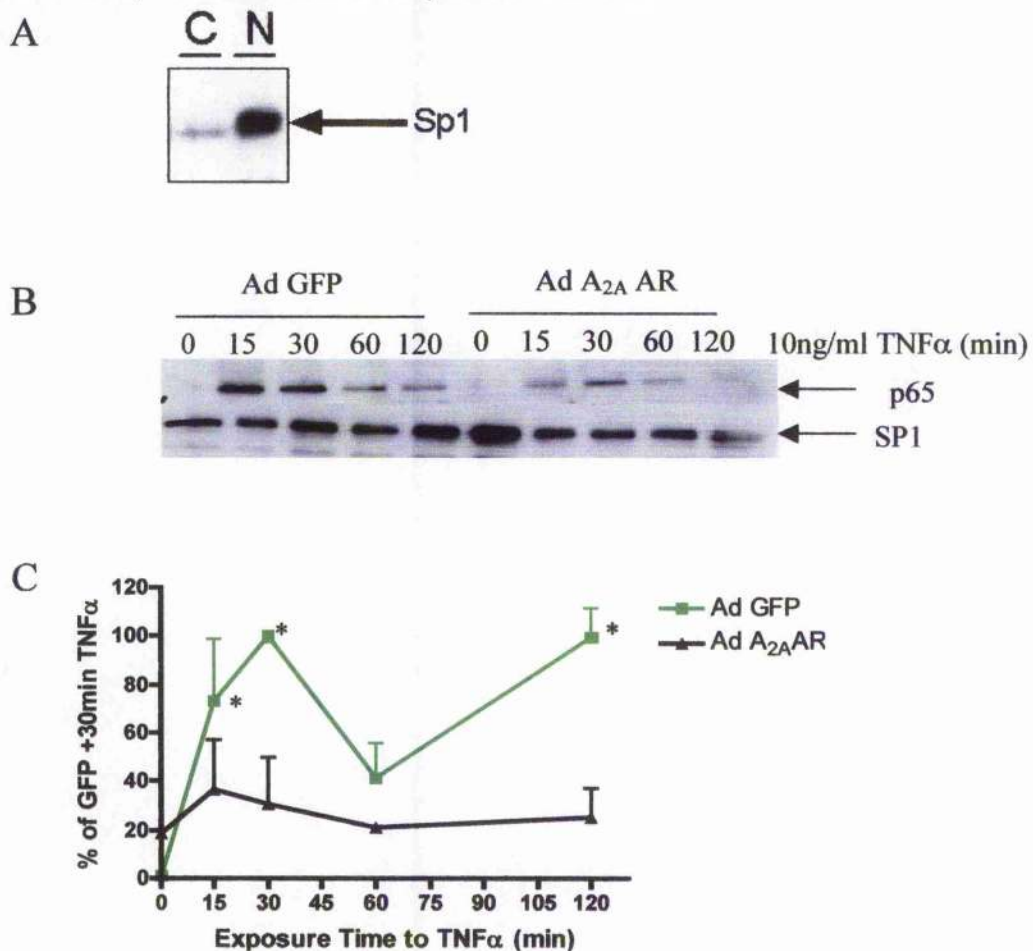 A
C N
Sp1
B
Ad GFP Ad A2A AR
0 15 30 60 120 0 15 30 60 120 10ng/ml TNFα (min)
p65
SP1
C
120
100
80
60
40
20
0
% of GFP +30min TNFα
* * *
Ad GFP
Ad A2AAR
0 15 30 45 60 75 90 105 120
Exposure Time to TNFα (min)